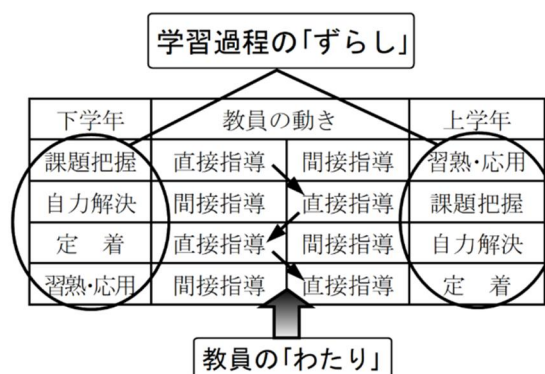 学習過程の「ずらし」
下学年 教員の動き 上学年
課題把握 直接指導 間接指導 習熟・応用
自力解決 間接指導 直接指導 課題把握
定 着 直接指導 間接指導 自力解決
習熟・応用 間接指導 直接指導 定 着
教員の「わたり」